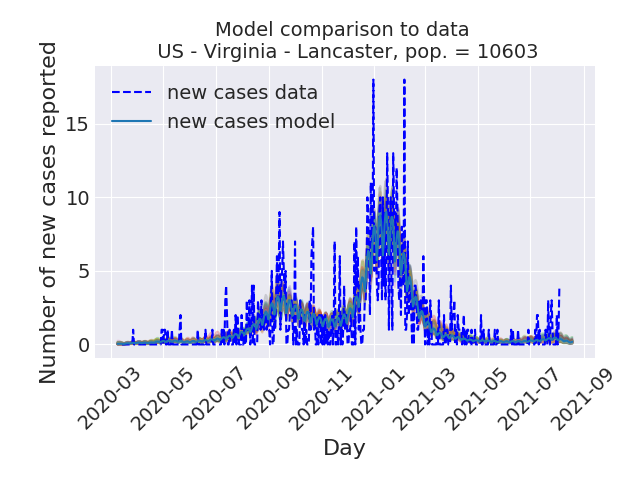 Model comparison to data
US - Virginia - Lancaster, pop. = 10603
new cases data
new cases model
Number of new cases reported
15
10
5
0
2020-03
2020-05
2020-07
2020-09
2020-11
2021-01
2021-03
2021-05
2021-07
2021-09
Day